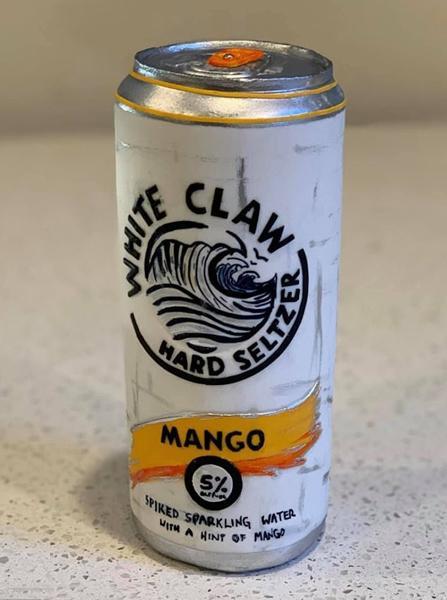 WHITE CLAW
HARD SELTZER
MANGO
5%
SPIKED SPARKLING WATER
WITH A HINT OF MANGO